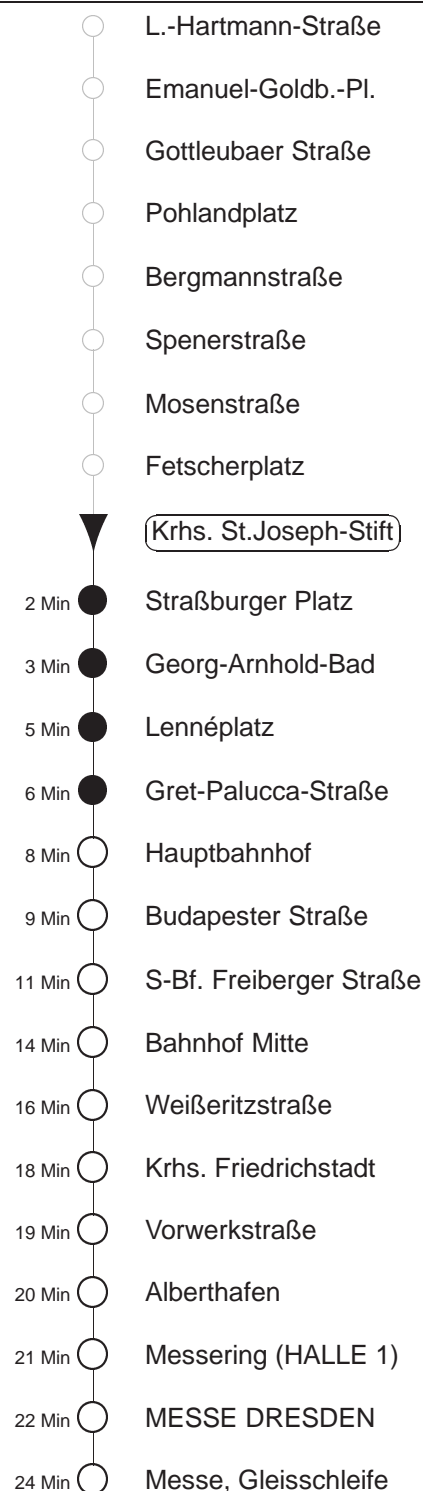 L.-Hartmann-Straße
Emanuel-Goldb.-Pl.
Gottleubaer Straße
Pohlandplatz
Bergmannstraße
Spenerstraße
Mosenstraße
Fetscherplatz
Krhs. St.Joseph-Stift
2 Min Straßburger Platz
3 Min Georg-Arnhold-Bad
5 Min Lennéplatz
6 Min Gret-Palucca-Straße
8 Min Hauptbahnhof
9 Min Budapester Straße
11 Min S-Bf. Freiberger Straße
14 Min Bahnhof Mitte
16 Min Weißeritzstraße
18 Min Krhs. Friedrichstadt
19 Min Vorwerkstraße
20 Min Alberthafen
21 Min Messering (HALLE 1)
22 Min MESSE DRESDEN
24 Min Messe, Gleisschleife